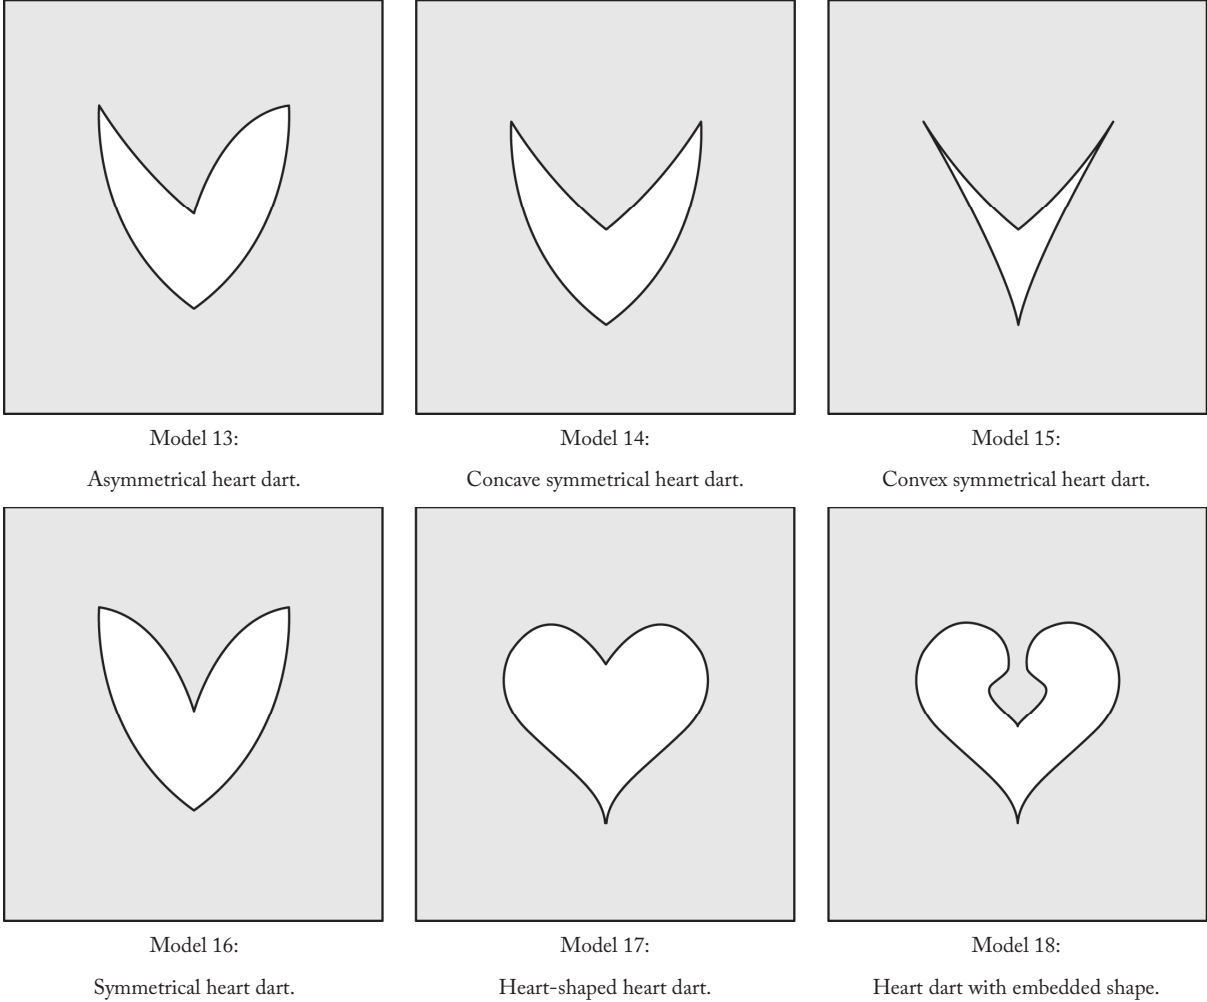 Model 13:
Model 14:
Model 15:
Asymmetrical heart dart.
Concave symmetrical heart dart.
Convex symmetrical heart dart.
Model 16:
Model 17:
Model 18:
Symmetrical heart dart.
Heart-shaped heart dart.
Heart dart with embedded shape.